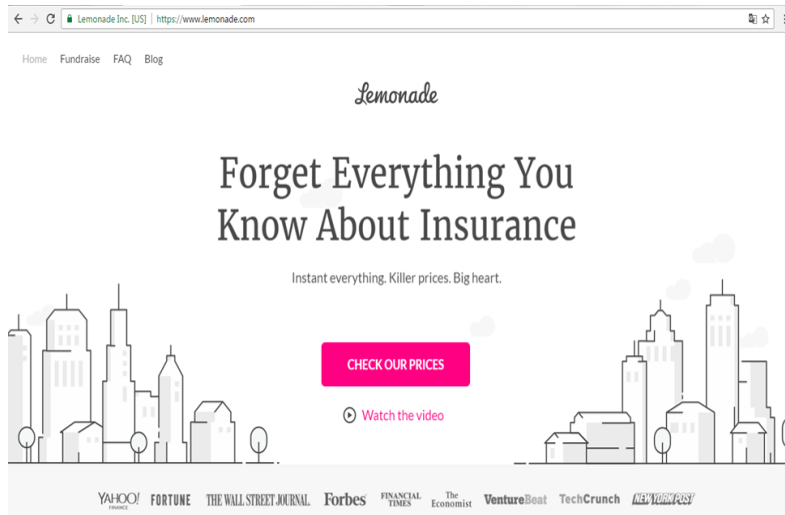 Lemonade Inc. [US] | https://www.lemonade.com
Home Fundraise FAQ Blog
Lemonade
Forget Everything You
Know About Insurance
Instant everything. Killer prices. Big heart.
CHECK OUR PRICES
Watch the video
YAHOO! FINANCE FORTUNE THE WALL STREET JOURNAL. Forbes FINANCIAL TIMES The Economist VentureBeat TechCrunch NEW YORK POST